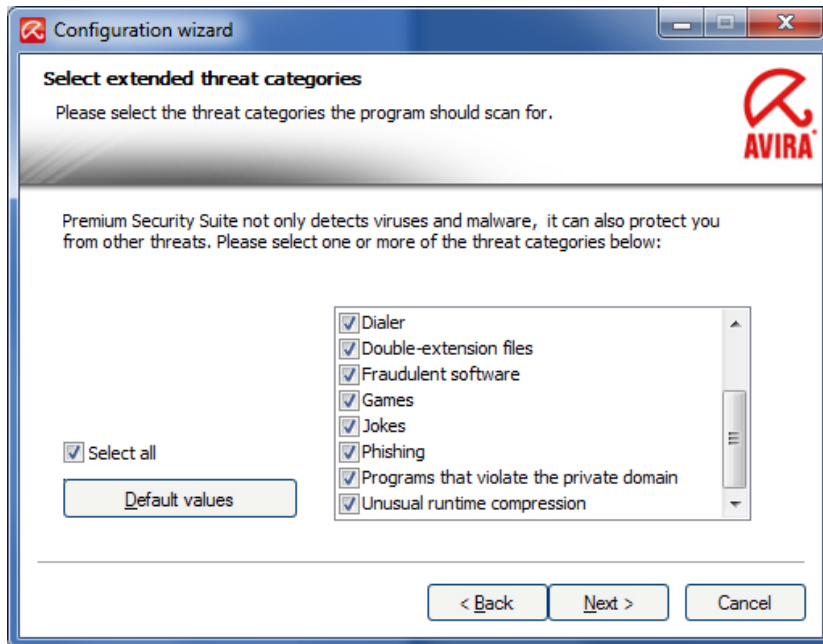 Configuration wizard
Select extended threat categories
Please select the threat categories the program should scan for.
AVIRA
Premium Security Suite not only detects viruses and malware, it can also protect you
from other threats. Please select one or more of the threat categories below:
Dialer
Double-extension files
Fraudulent software
Games
Jokes
Phishing
Programs that violate the private domain
Unusual runtime compression
Select all
Default values
< Back
Next >
Cancel